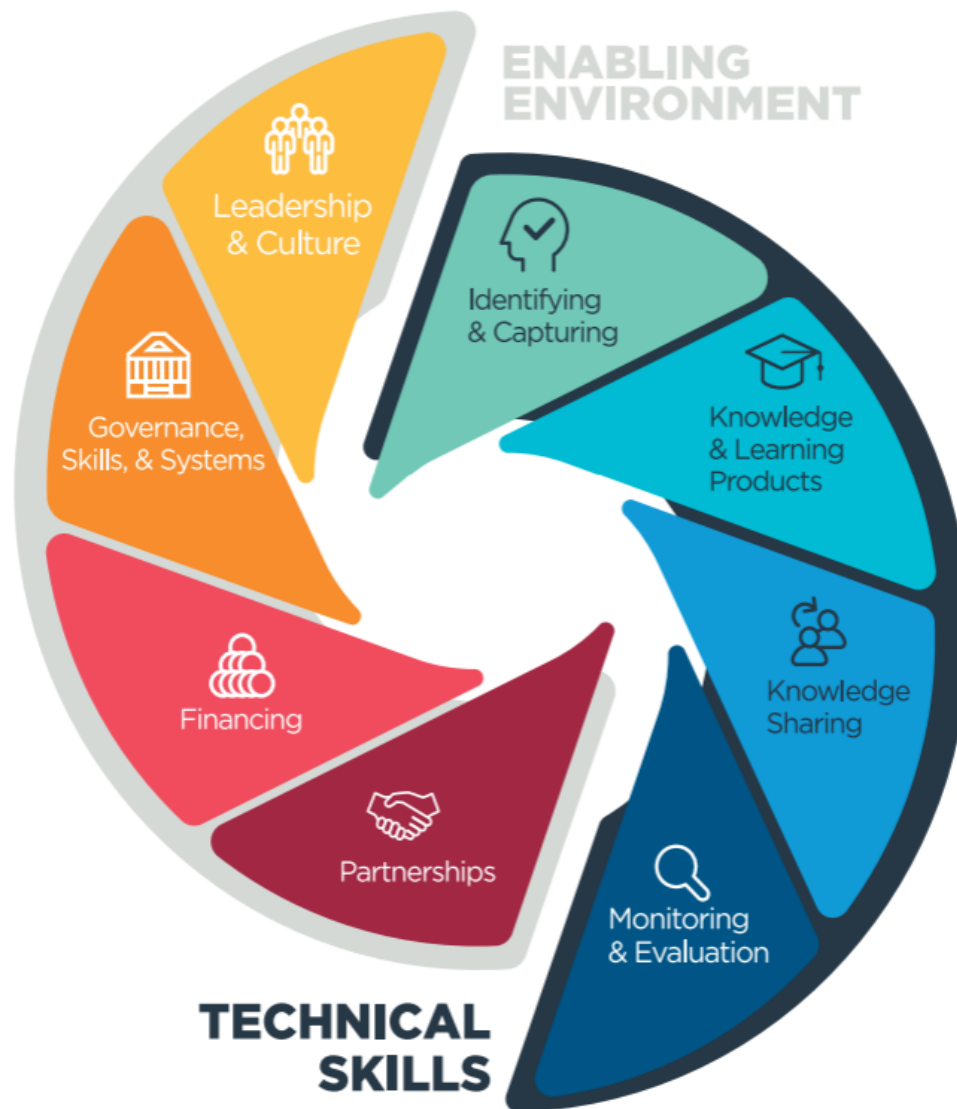 ENABLING
ENVIRONMENT
Leadership
& Culture
Governance,
Skills, & Systems
Financing
Partnerships
Identifying
& Capturing
Knowledge
& Learning
Products
Knowledge
Sharing
Monitoring
& Evaluation
TECHNICAL
SKILLS